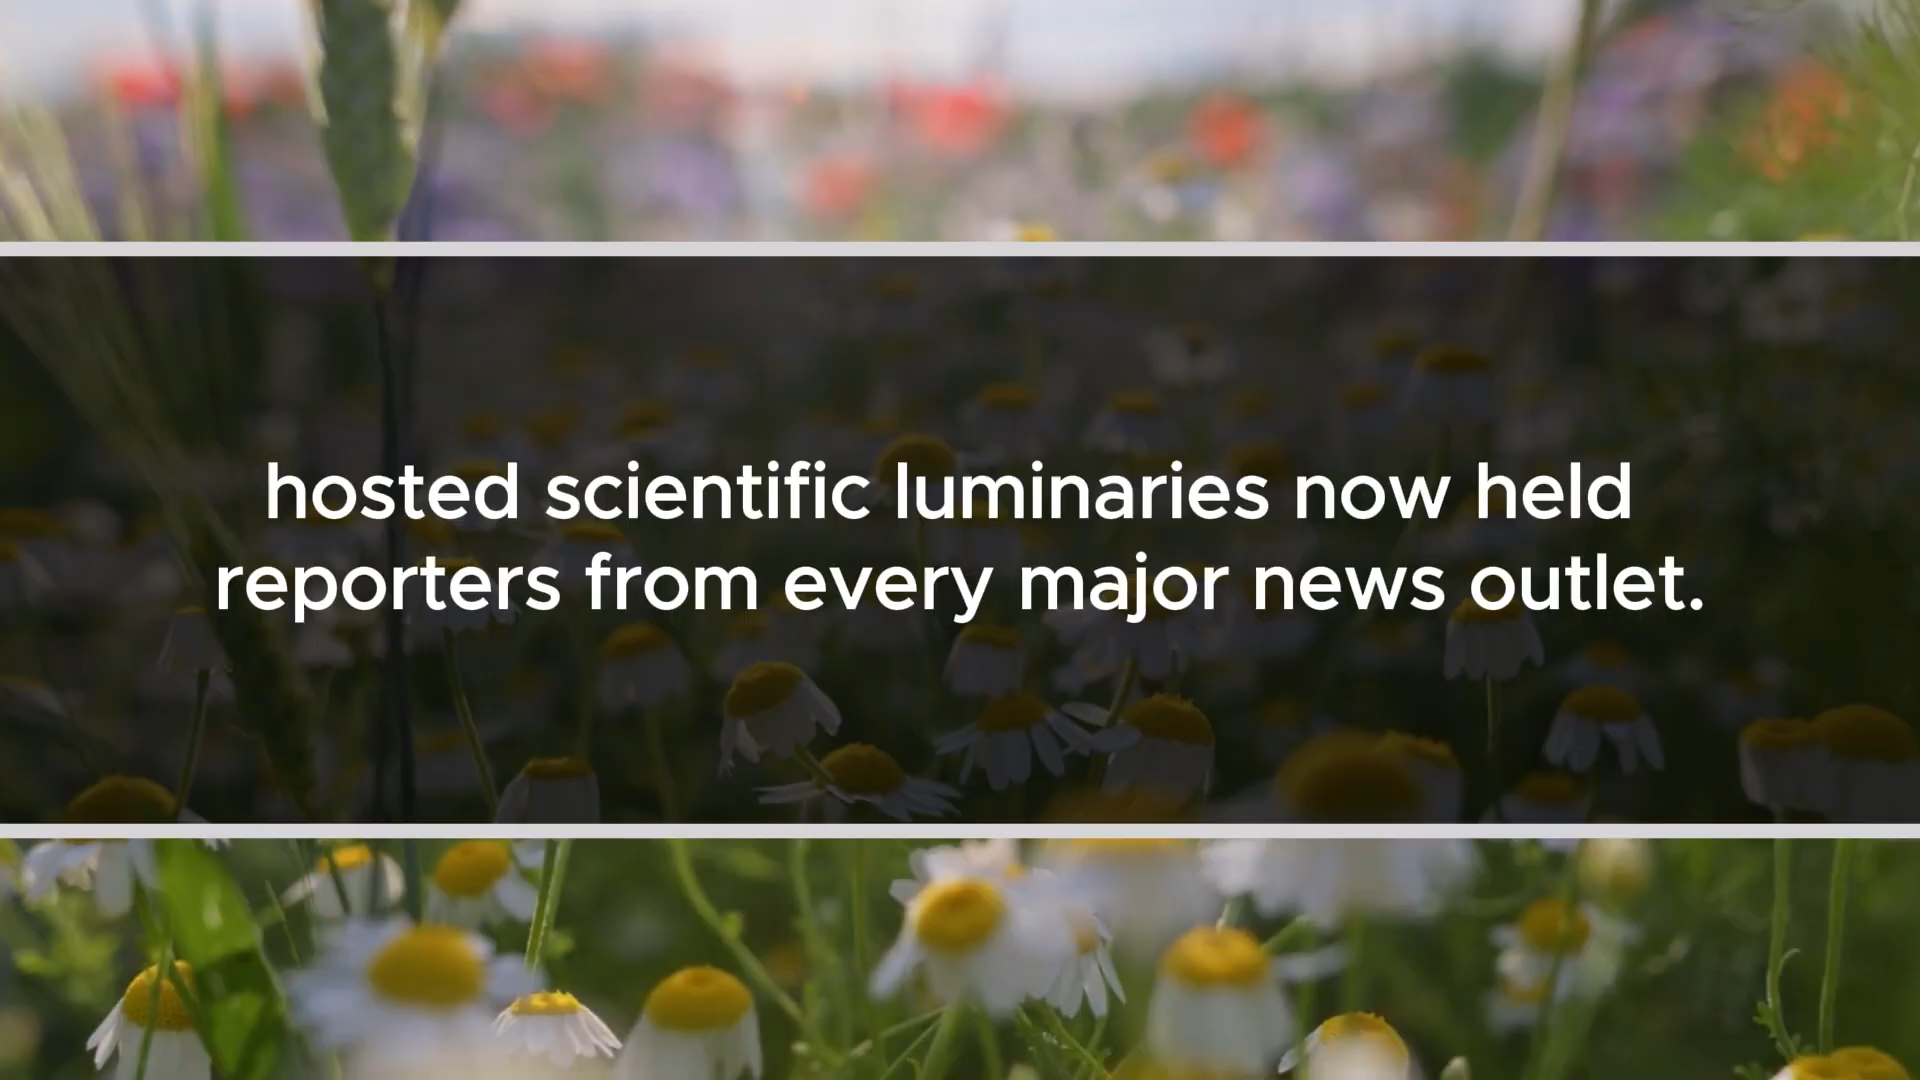 hosted scientific luminaries now held
reporters from every major news outlet.